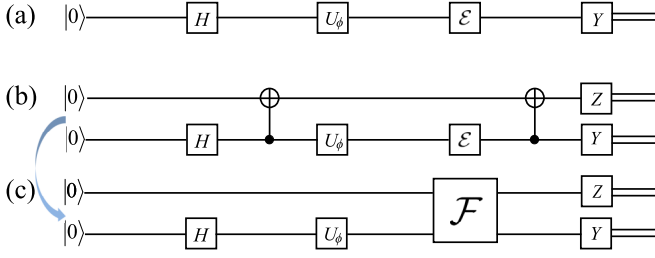 (a) |0⟩ H U_ϕ ℰ Y
(b) |0⟩ Z
|0⟩ H U_ϕ ℰ Y
(c) |0⟩ ℱ Z
|0⟩ H U_ϕ Y